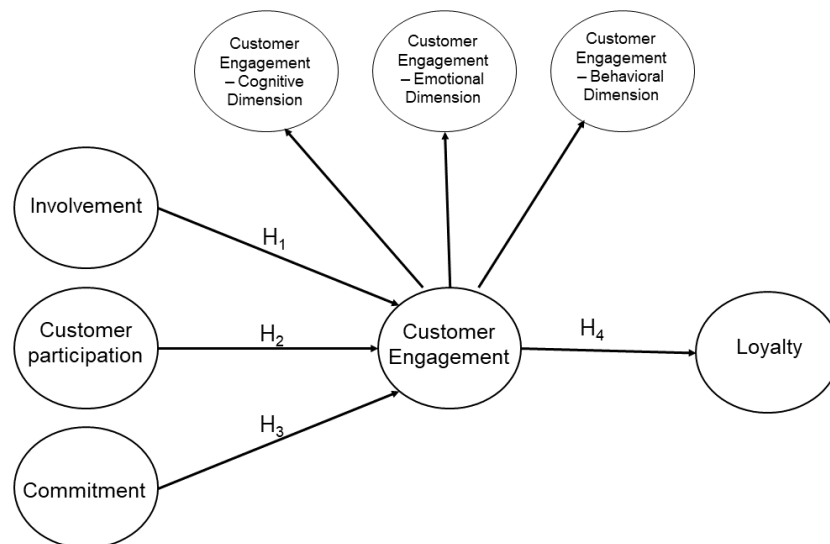 Customer
Engagement
– Cognitive
Dimension
Customer
Engagement
– Emotional
Dimension
Customer
Engagement
– Behavioral
Dimension
Involvement
H₁
Customer
participation
H₂
Customer
Engagement
H₄
Loyalty
H₃
Commitment